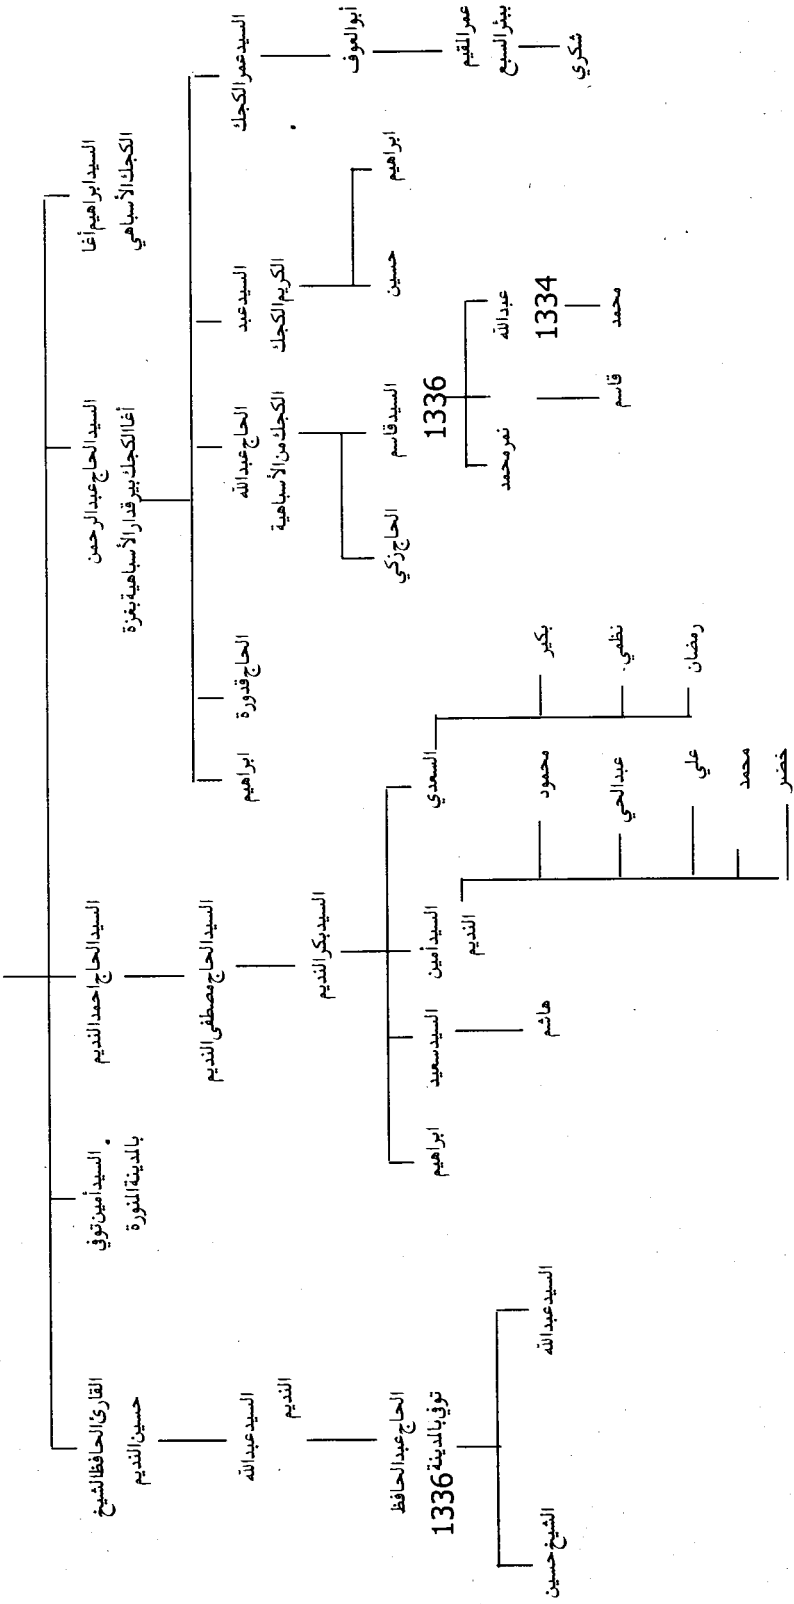 السيد ابراهيم أغا
الكجك الأسباهي
السيد الحاج عبد الرحمن
أغا الكجك بيرقدار الأسباهية بغزة
السيد الحاج احمد النديم
السيد أمين توفي
بالمدينة المنورة
القارئ الحافظ الشيخ
حسين النديم
السيد عمر الكجك
السيد عبد
الكريم الكجك
الحاج عبد الله
الكجك من الأسباهية
الحاج قدورة
ابراهيم
السيد الحاج مصطفى النديم
السيد عبد الله
النديم
أبو العوف
ابراهيم
حسين
السيد قاسم
1336
الحاج زكي
السيد بكر النديم
الحاج عبد الحافظ
توفي بالمدينة 1336
عمر المقيم
ببئر السبع
عبد الله
1334
نمر محمد
السعدي
السيد أمين
النديم
السيد سعيد
ابراهيم
شكري
محمد
قاسم
بكير
نظمي
رمضان
محمود
عبد الحي
علي
محمد
خضر
هاشم
السيد عبد الله
الشيخ حسين